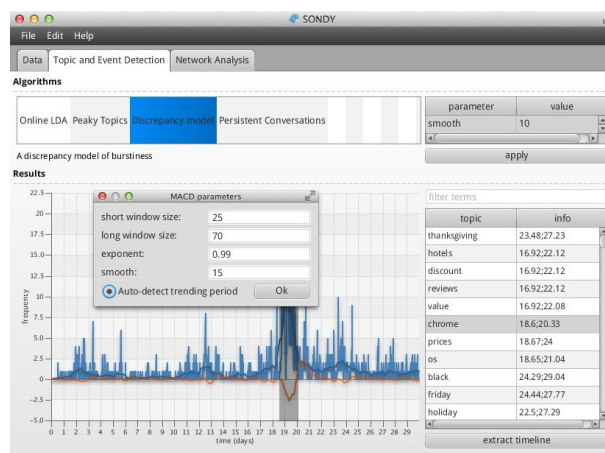 SONDY
File Edit Help
Data Topic and Event Detection Network Analysis
Algorithms
Online LDA Peaky Topics Discrepancy model Persistent Conversations
parameter value
smooth 10
A discrepancy model of burstiness
apply
Results
MACD parameters
short window size: 25
long window size: 70
exponent: 0.99
smooth: 15
Auto-detect trending period Ok
frequency
22.5
20
17.5
15.0
10
7.5
5.0
2.5
0
-2.5
-5.0
0 1 2 3 4 5 6 7 8 9 10 11 12 13 14 15 16 17 18 19 20 21 22 23 24 25 26 27 28 29
time (days)
filter terms
topic info
thanksgiving 23.48;27.23
hotels 16.92;22.12
discount 16.92;22.12
reviews 16.92;22.12
value 16.92;22.08
chrome 18.6;20.33
prices 18.67;24
os 18.65;21.04
black 24.29;29.04
friday 24.44;27.77
holiday 22.5;27.29
extract timeline